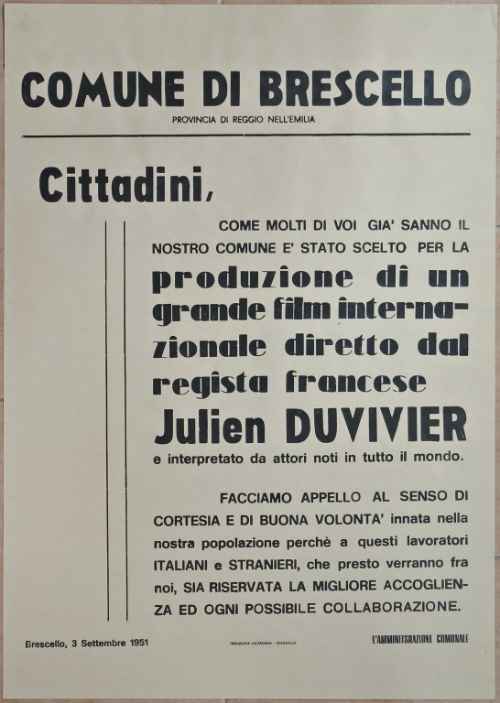 COMUNE DI BRESCELLO
PROVINCIA DI REGGIO NELL'EMILIA
Cittadini,
COME MOLTI DI VOI GIA' SANNO IL
NOSTRO COMUNE E' STATO SCELTO PER LA
produzione di un
grande film interna-
zionale diretto dal
regista francese
Julien DUVIVIER
e interpretato da attori noti in tutto il mondo.
FACCIAMO APPELLO AL SENSO DI
CORTESIA E DI BUONA VOLONTA' innata nella
nostra popolazione perchè a questi lavoratori
ITALIANI e STRANIERI, che presto verranno fra
noi, SIA RISERVATA LA MIGLIORE ACCOGLIEN-
ZA ED OGNI POSSIBILE COLLABORAZIONE.
Brescello, 3 Settembre 1951
L'AMMINISTRAZIONE COMUNALE